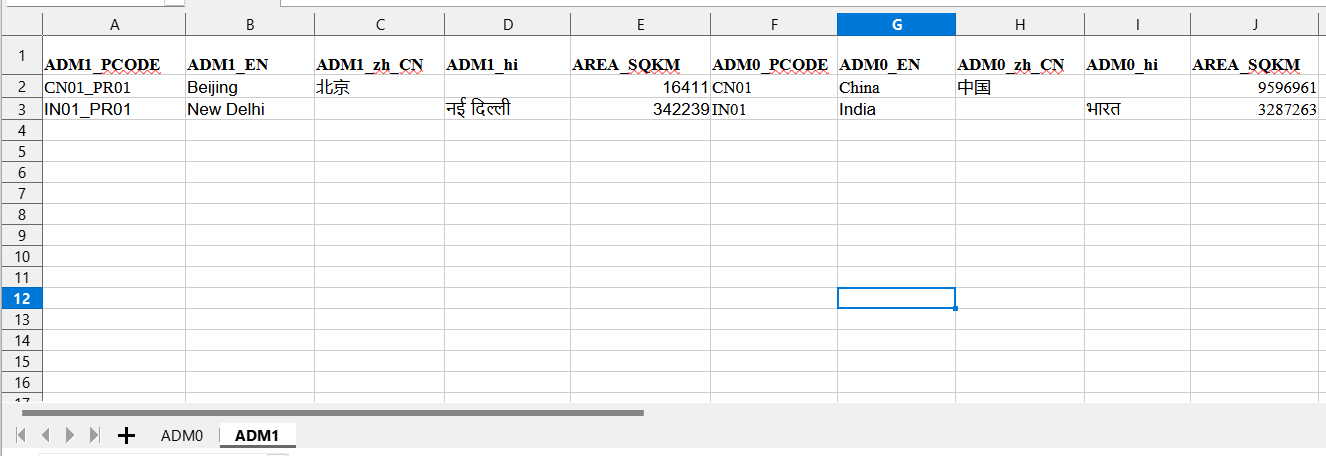 A B C D E F G H I J
1 ADM1_PCODE ADM1_EN ADM1_zh_CN ADM1_hi AREA_SQKM ADM0_PCODE ADM0_EN ADM0_zh_CN ADM0_hi AREA_SQKM
2 CN01_PR01 Beijing 北京 16411 CN01 China 中国 9596961
3 IN01_PR01 New Delhi नई दिल्ली 342239 IN01 India भारत 3287263
4
5
6
7
8
9
10
11
12
13
14
15
16
17
ADM0 ADM1